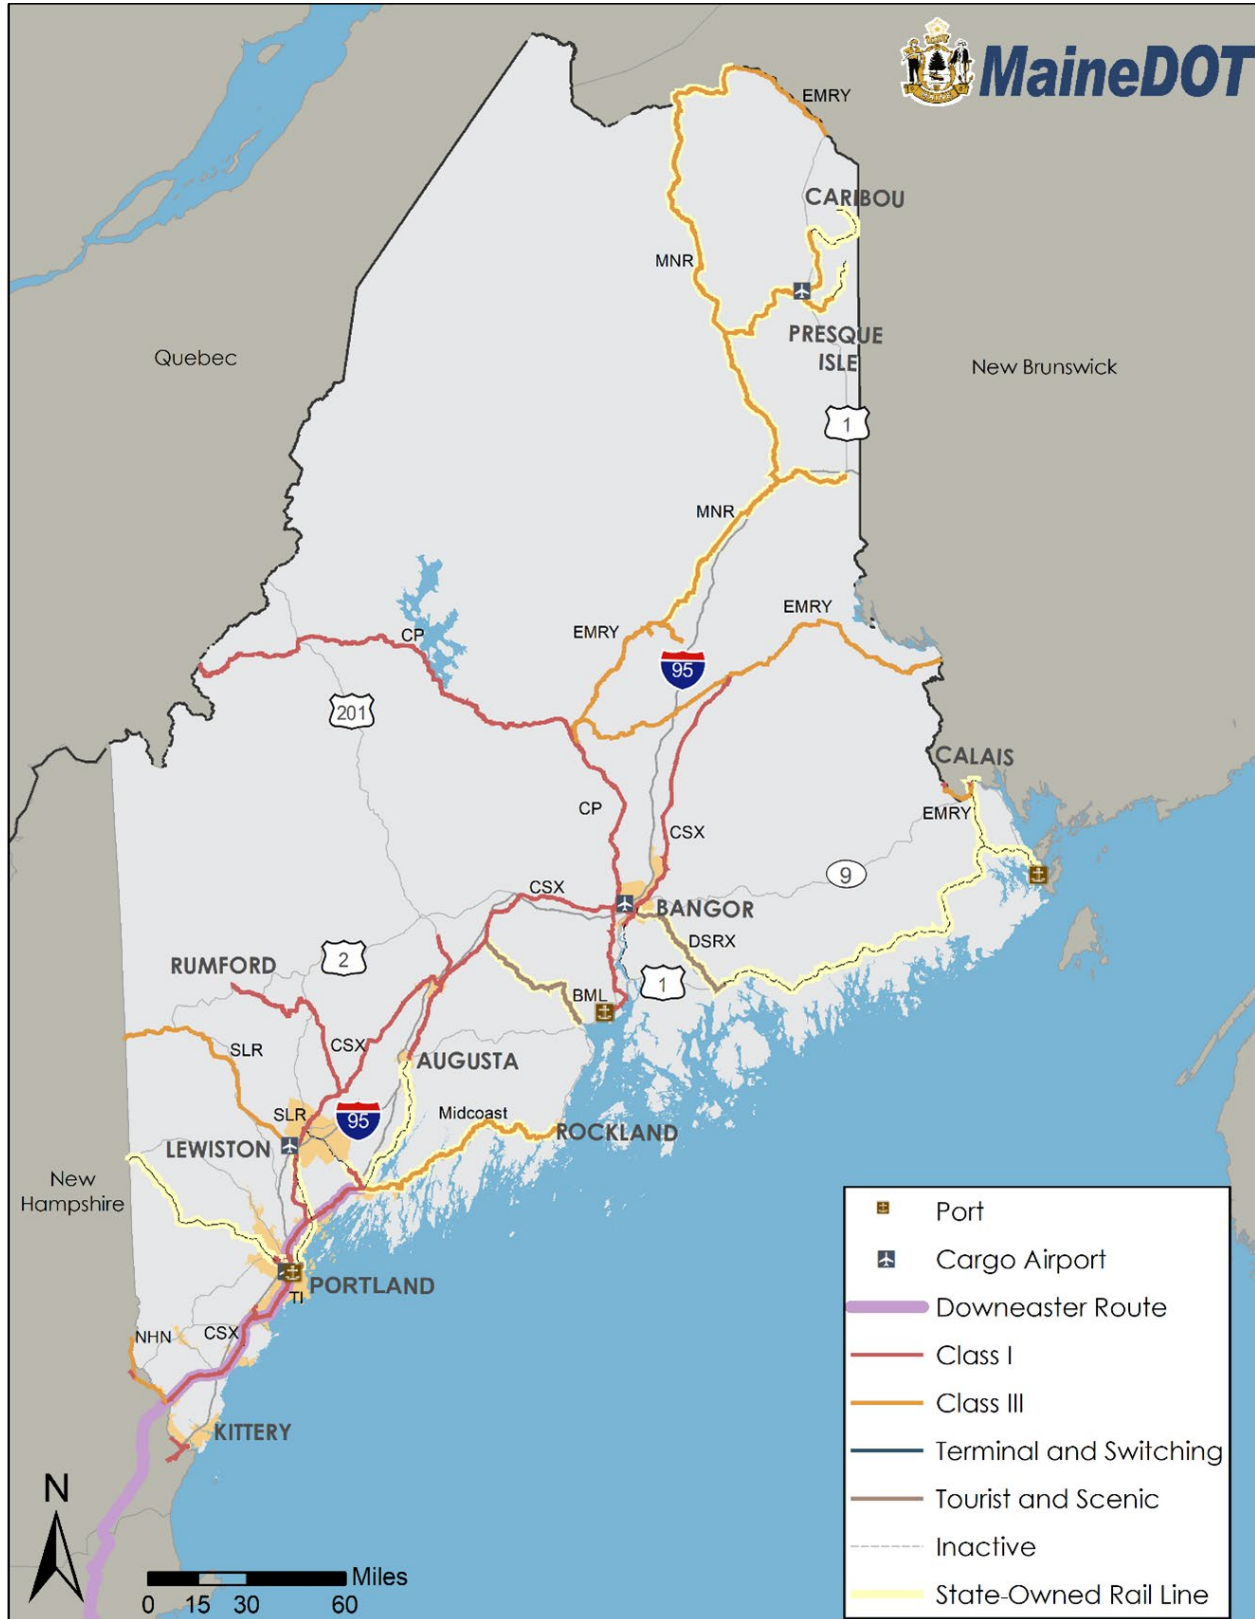 MaineDOT
EMRY
CARIBOU
MNR
PRESQUE
ISLE
Quebec
New Brunswick
1
MNR
EMRY
EMRY
CP
95
201
CALAIS
CP
EMRY
CSX
9
CSX
BANGOR
DSRX
2
RUMFORD
1
BML
SLR
CSX
AUGUSTA
SLR
95
Midcoast
ROCKLAND
LEWISTON
New
Hampshire
PORTLAND
TI
NHN
CSX
KITTERY
N
Miles
0 15 30 60
Port
Cargo Airport
Downeaster Route
Class I
Class III
Terminal and Switching
Tourist and Scenic
Inactive
State-Owned Rail Line